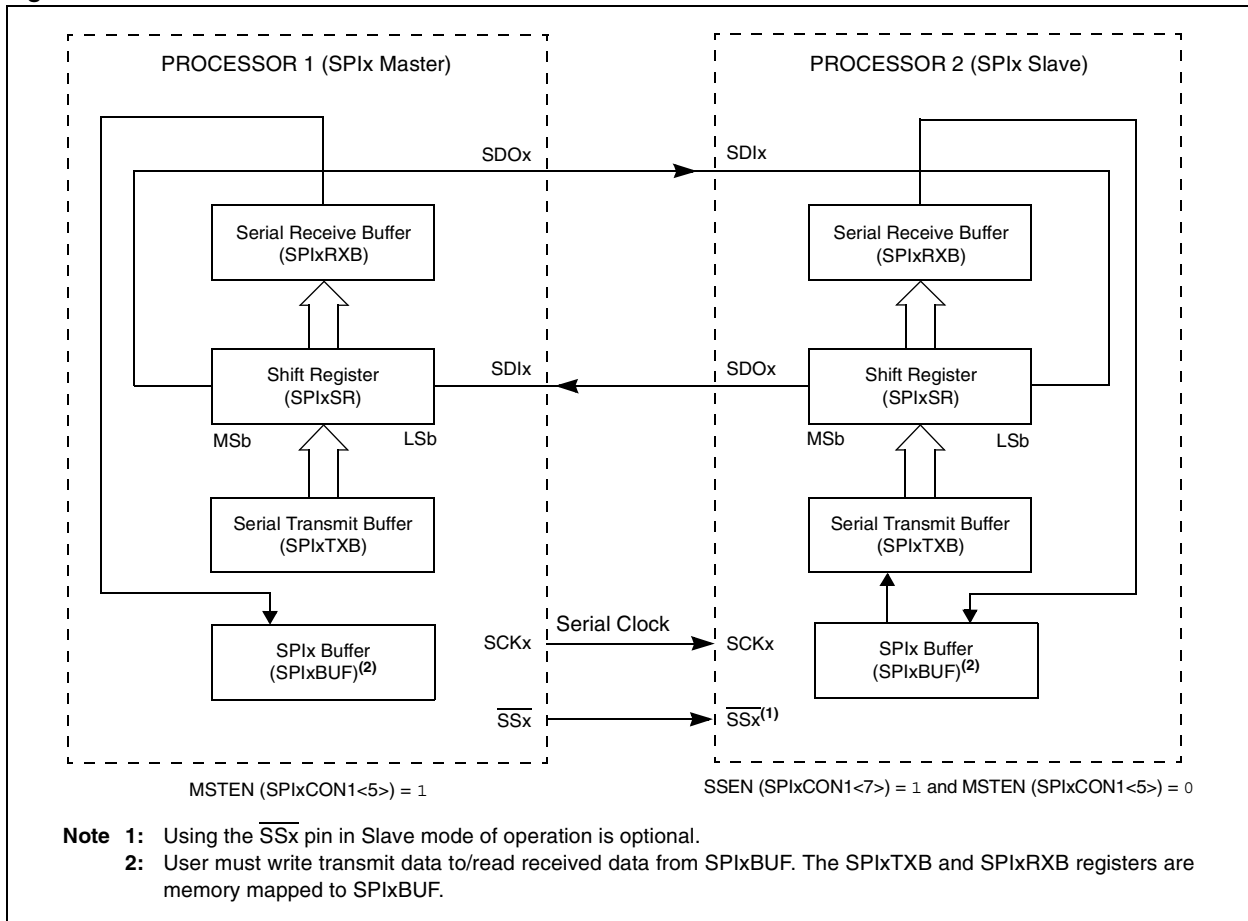 PROCESSOR 1 (SPIx Master)
SDOx
Serial Receive Buffer
(SPIxRXB)
SDIx
Shift Register
(SPIxSR)
MSb
LSb
Serial Transmit Buffer
(SPIxTXB)
Serial Clock
SCKx
SPIx Buffer
(SPIxBUF)(2)
SSx
MSTEN (SPIxCON1<5>) = 1
PROCESSOR 2 (SPIx Slave)
SDIx
Serial Receive Buffer
(SPIxRXB)
SDOx
Shift Register
(SPIxSR)
MSb
LSb
Serial Transmit Buffer
(SPIxTXB)
SCKx
SPIx Buffer
(SPIxBUF)(2)
SSx(1)
SSEN (SPIxCON1<7>) = 1 and MSTEN (SPIxCON1<5>) = 0
Note 1: Using the SSx pin in Slave mode of operation is optional.
2: User must write transmit data to/read received data from SPIxBUF. The SPIxTXB and SPIxRXB registers are
memory mapped to SPIxBUF.